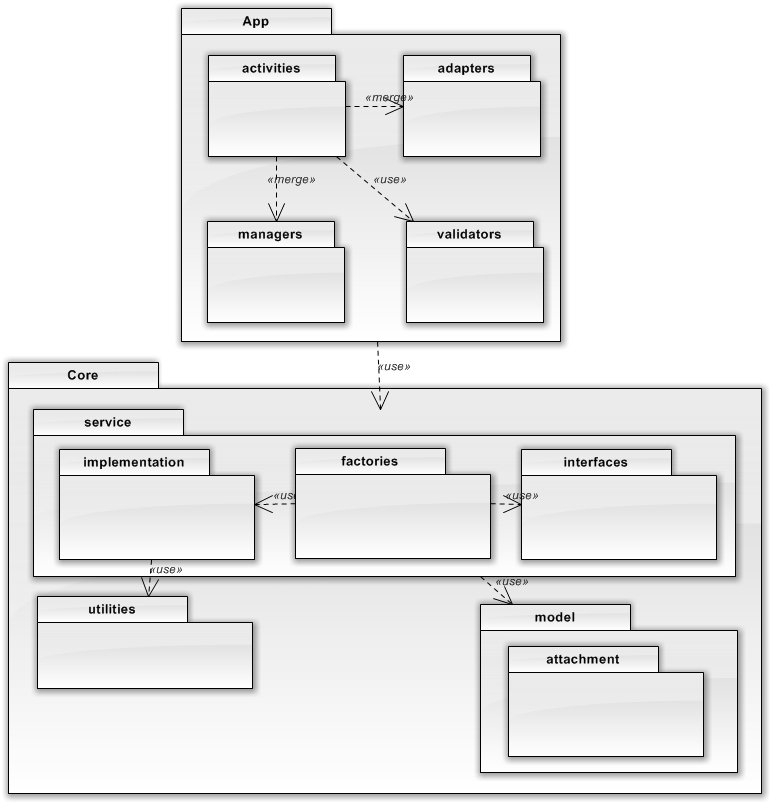 App
activities
adapters
«merge»
«merge»
«use»
managers
validators
«use»
Core
service
implementation
factories
interfaces
«use
«use»
«use»
«use»
utilities
model
attachment